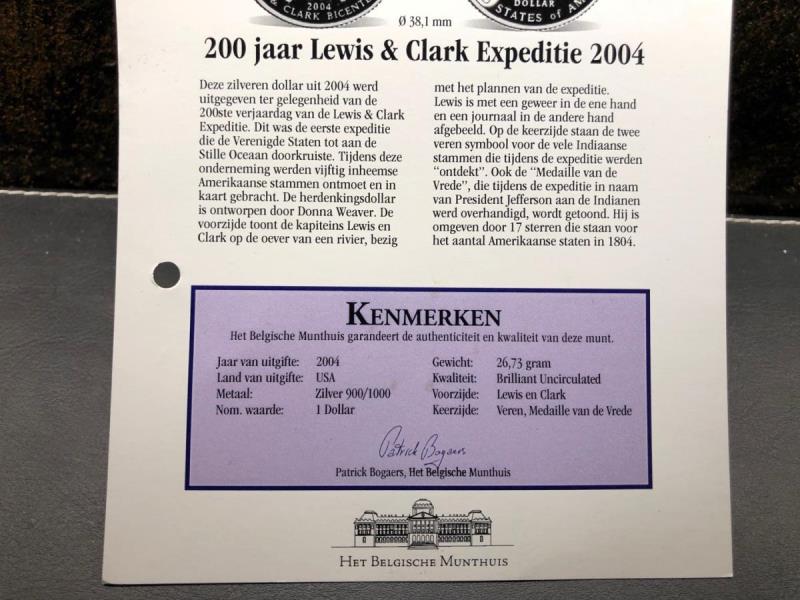 2004
& CLARK BICENTE
DOLLAR
STATES OF AM
Ø 38,1 mm
200 jaar Lewis & Clark Expeditie 2004
Deze zilveren dollar uit 2004 werd
uitgegeven ter gelegenheid van de
200ste verjaardag van de Lewis & Clark
Expeditie. Dit was de eerste expeditie
die de Verenigde Staten tot aan de
Stille Oceaan doorkruiste. Tijdens deze
onderneming werden vijftig inheemse
Amerikaanse stammen ontmoet en in
kaart gebracht. De herdenkingsdollar
is ontworpen door Donna Weaver. De
voorzijde toont de kapiteins Lewis en
Clark op de oever van een rivier, bezig
met het plannen van de expeditie.
Lewis is met een geweer in de ene hand
en een journaal in de andere hand
afgebeeld. Op de keerzijde staan de twee
veren symbool voor de vele Indiaanse
stammen die tijdens de expeditie werden
"ontdekt". Ook de "Medaille van de
Vrede", die tijdens de expeditie in naam
van President Jefferson aan de Indianen
werd overhandigd, wordt getoond. Hij is
omgeven door 17 sterren die staan voor
het aantal Amerikaanse staten in 1804.
KENMERKEN
Het Belgische Munthuis garandeert de authenticiteit en kwaliteit van deze munt.
Jaar van uitgifte: 2004
Land van uitgifte: USA
Metaal: Zilver 900/1000
Nom. waarde: 1 Dollar
Gewicht: 26,73 gram
Kwaliteit: Brilliant Uncirculated
Voorzijde: Lewis en Clark
Keerzijde: Veren, Medaille van de Vrede
Patrick Bogaers
Patrick Bogaers, Het Belgische Munthuis
HET BELGISCHE MUNTHUIS